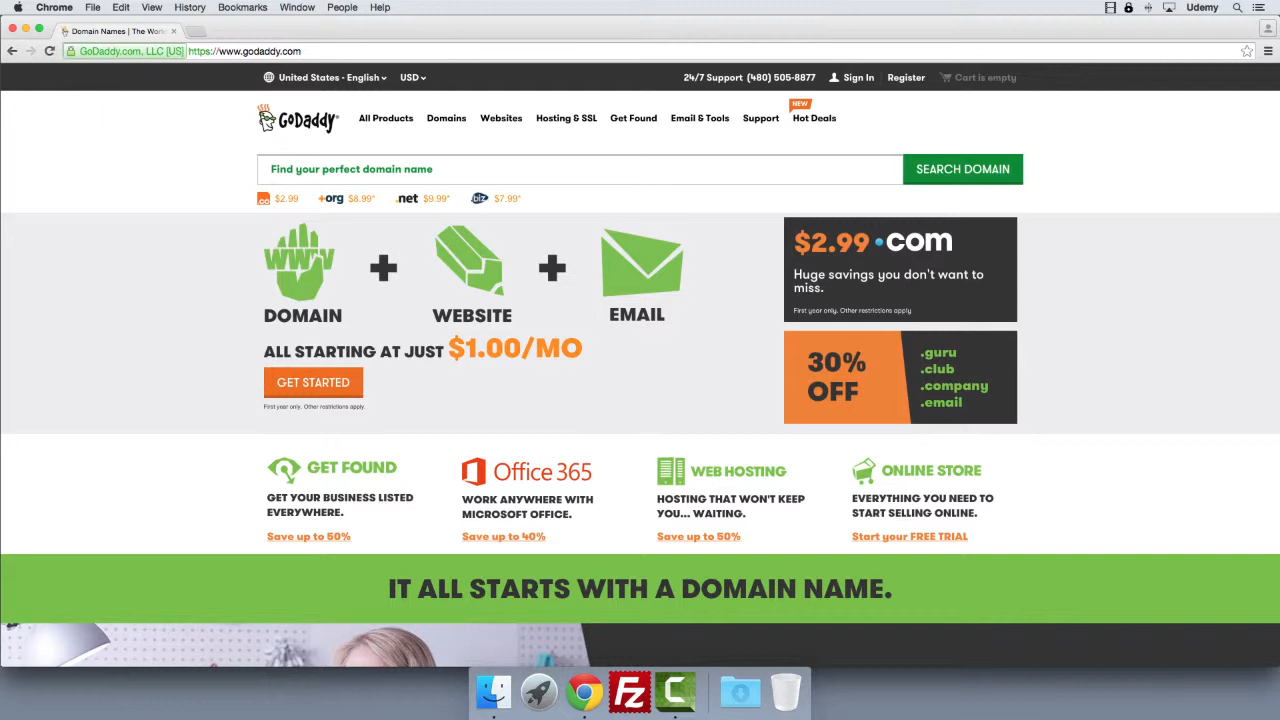 Chrome File Edit View History Bookmarks Window People Help Udemy
Domain Names | The World
GoDaddy.com, LLC [US] https://www.godaddy.com
United States - English USD 24/7 Support (480) 505-8877 Sign In Register Cart is empty
NEW
GoDaddy All Products Domains Websites Hosting & SSL Get Found Email & Tools Support Hot Deals
Find your perfect domain name SEARCH DOMAIN
.co $2.99 +org $8.99* .net $9.99* .biz $7.99*
WWW
DOMAIN WEBSITE EMAIL
ALL STARTING AT JUST $1.00/MO
GET STARTED
First year only. Other restrictions apply.
$2.99 .com
Huge savings you don't want to
miss.
First year only. Other restrictions apply
30%
OFF
.guru
.club
.company
.email
GET FOUND
GET YOUR BUSINESS LISTED
EVERYWHERE.
Save up to 50%
Office 365
WORK ANYWHERE WITH
MICROSOFT OFFICE.
Save up to 40%
WEB HOSTING
HOSTING THAT WON'T KEEP
YOU... WAITING.
Save up to 50%
ONLINE STORE
EVERYTHING YOU NEED TO
START SELLING ONLINE.
Start your FREE TRIAL
IT ALL STARTS WITH A DOMAIN NAME.
Fz C